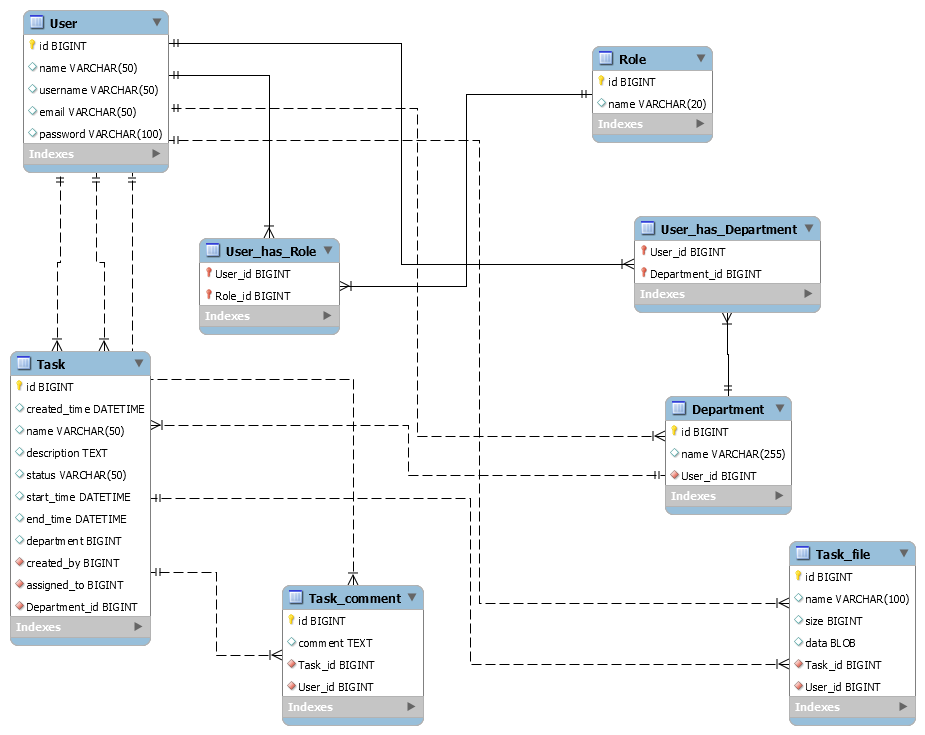 User
id BIGINT
name VARCHAR(50)
username VARCHAR(50)
email VARCHAR(50)
password VARCHAR(100)
Indexes
Role
id BIGINT
name VARCHAR(20)
Indexes
User_has_Role
User_id BIGINT
Role_id BIGINT
Indexes
User_has_Department
User_id BIGINT
Department_id BIGINT
Indexes
Task
id BIGINT
created_time DATETIME
name VARCHAR(50)
description TEXT
status VARCHAR(50)
start_time DATETIME
end_time DATETIME
department BIGINT
created_by BIGINT
assigned_to BIGINT
Department_id BIGINT
Indexes
Department
id BIGINT
name VARCHAR(255)
User_id BIGINT
Indexes
Task_comment
id BIGINT
comment TEXT
Task_id BIGINT
User_id BIGINT
Indexes
Task_file
id BIGINT
name VARCHAR(100)
size BIGINT
data BLOB
Task_id BIGINT
User_id BIGINT
Indexes